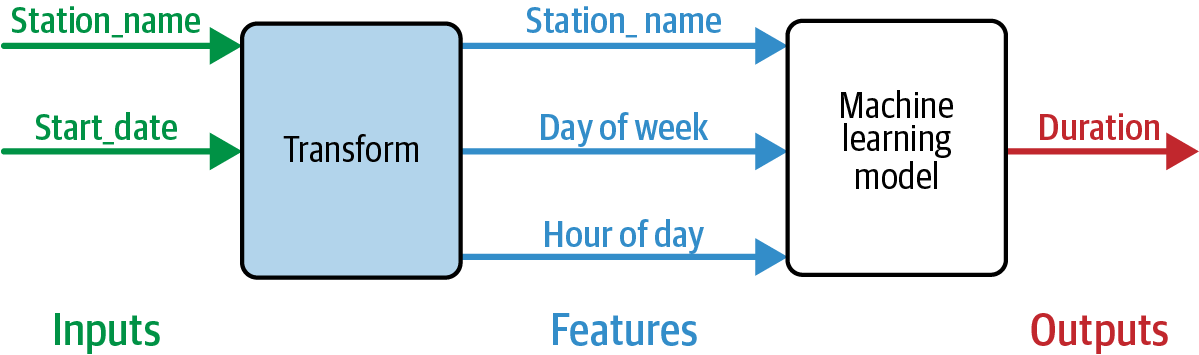 Station_name
Station_ name
Start_date
Day of week
Hour of day
Transform
Machine
learning
model
Duration
Inputs
Features
Outputs